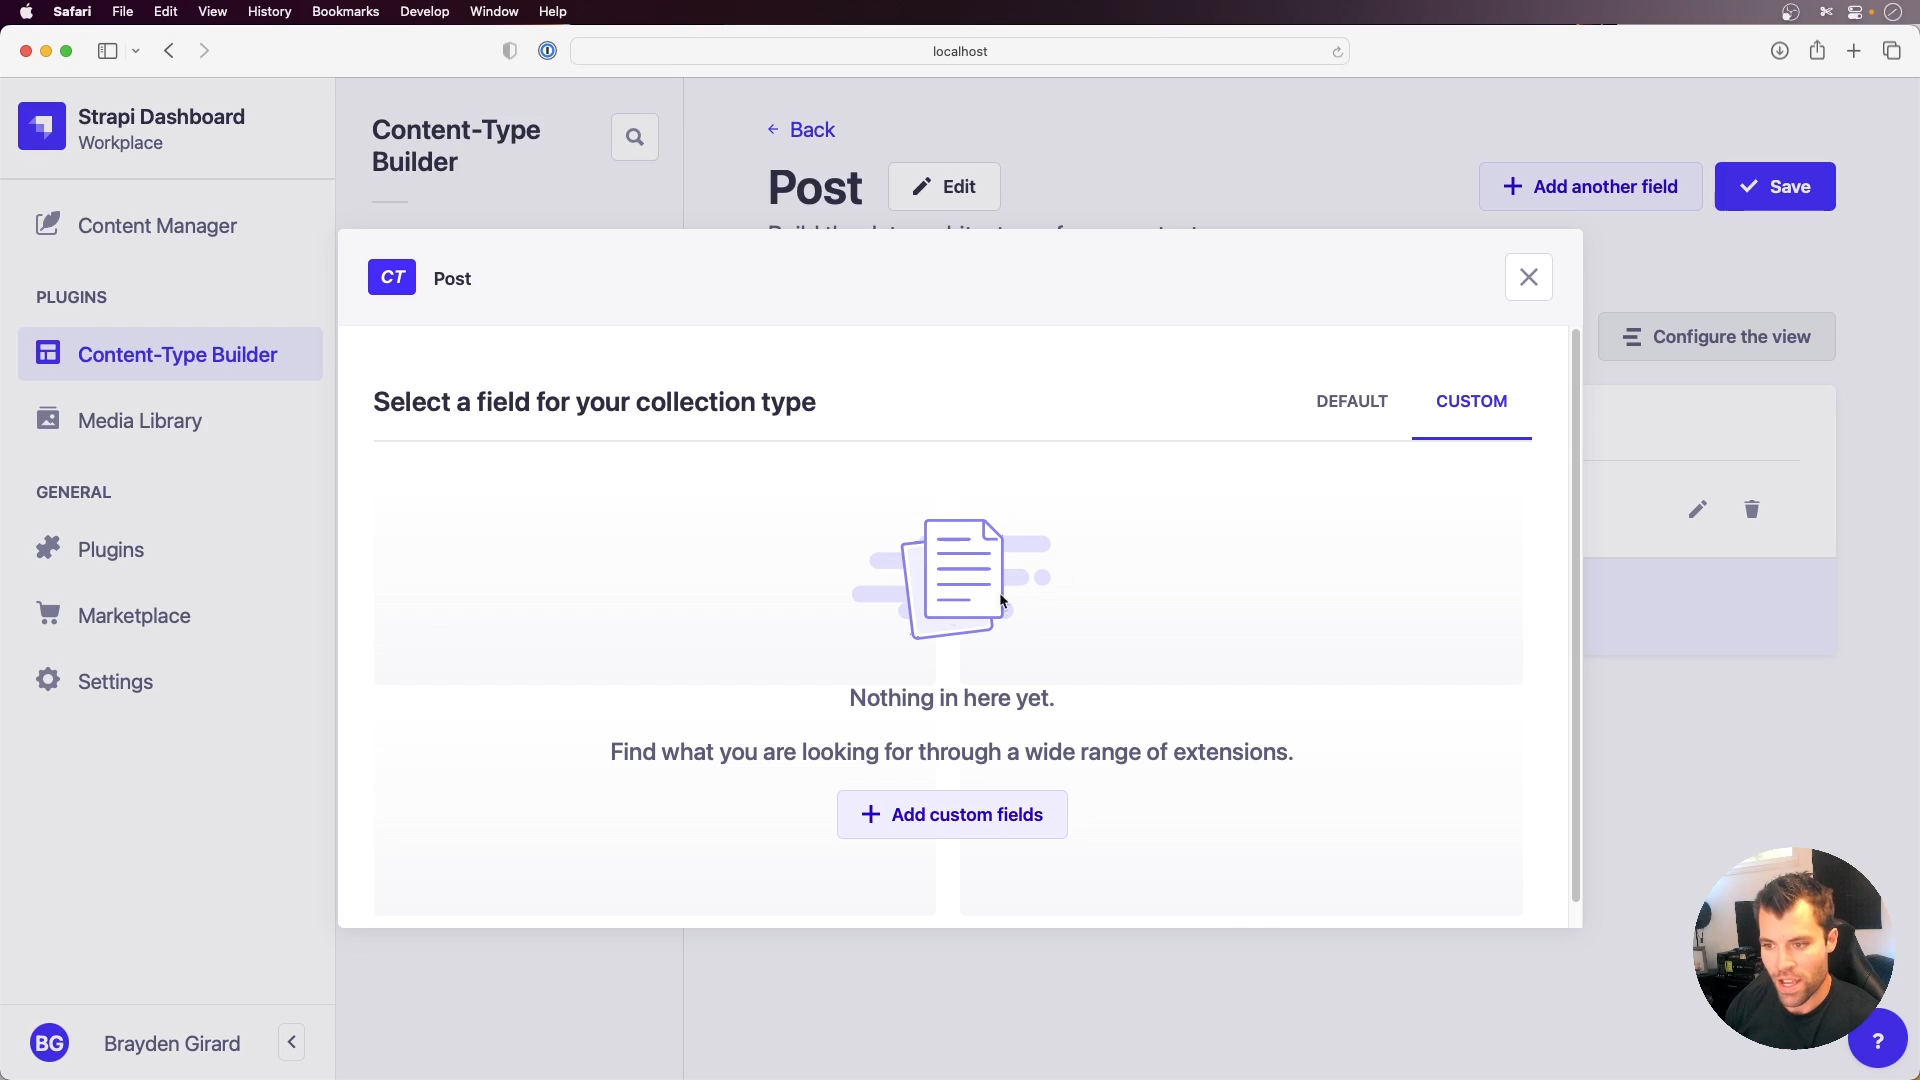 Safari File Edit View History Bookmarks Develop Window Help
localhost
Strapi Dashboard
Workplace
Content Manager
PLUGINS
Content-Type Builder
Media Library
GENERAL
Plugins
Marketplace
Settings
BG Brayden Girard
Content-Type
Builder
Back
Post
Edit
Add another field
Save
CT Post
Configure the view
Select a field for your collection type
DEFAULT
CUSTOM
Nothing in here yet.
Find what you are looking for through a wide range of extensions.
Add custom fields
?